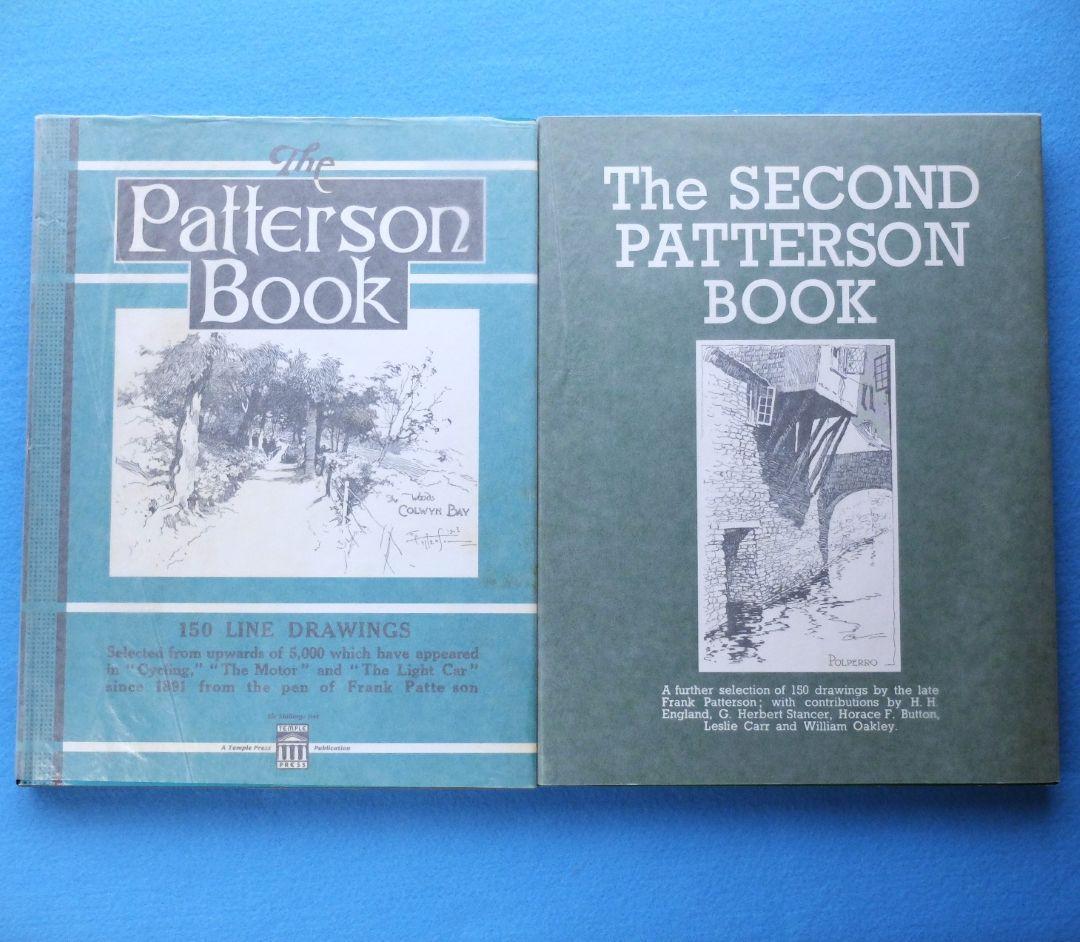 The
Patterson
Book
The Woods
COLWYN BAY
150 LINE DRAWINGS
Selected from upwards of 5,000 which have appeared
in "Cycling," "The Motor" and "The Light Car"
since 1891 from the pen of Frank Patte son
Six Shillings Net
A Temple Press
TEMPLE
PRESS
Publication
The SECOND
PATTERSON
BOOK
POLPERRO
A further selection of 150 drawings by the late
Frank Patterson; with contributions by H. H.
England, G. Herbert Stancer, Horace F. Button,
Leslie Carr and William Oakley.